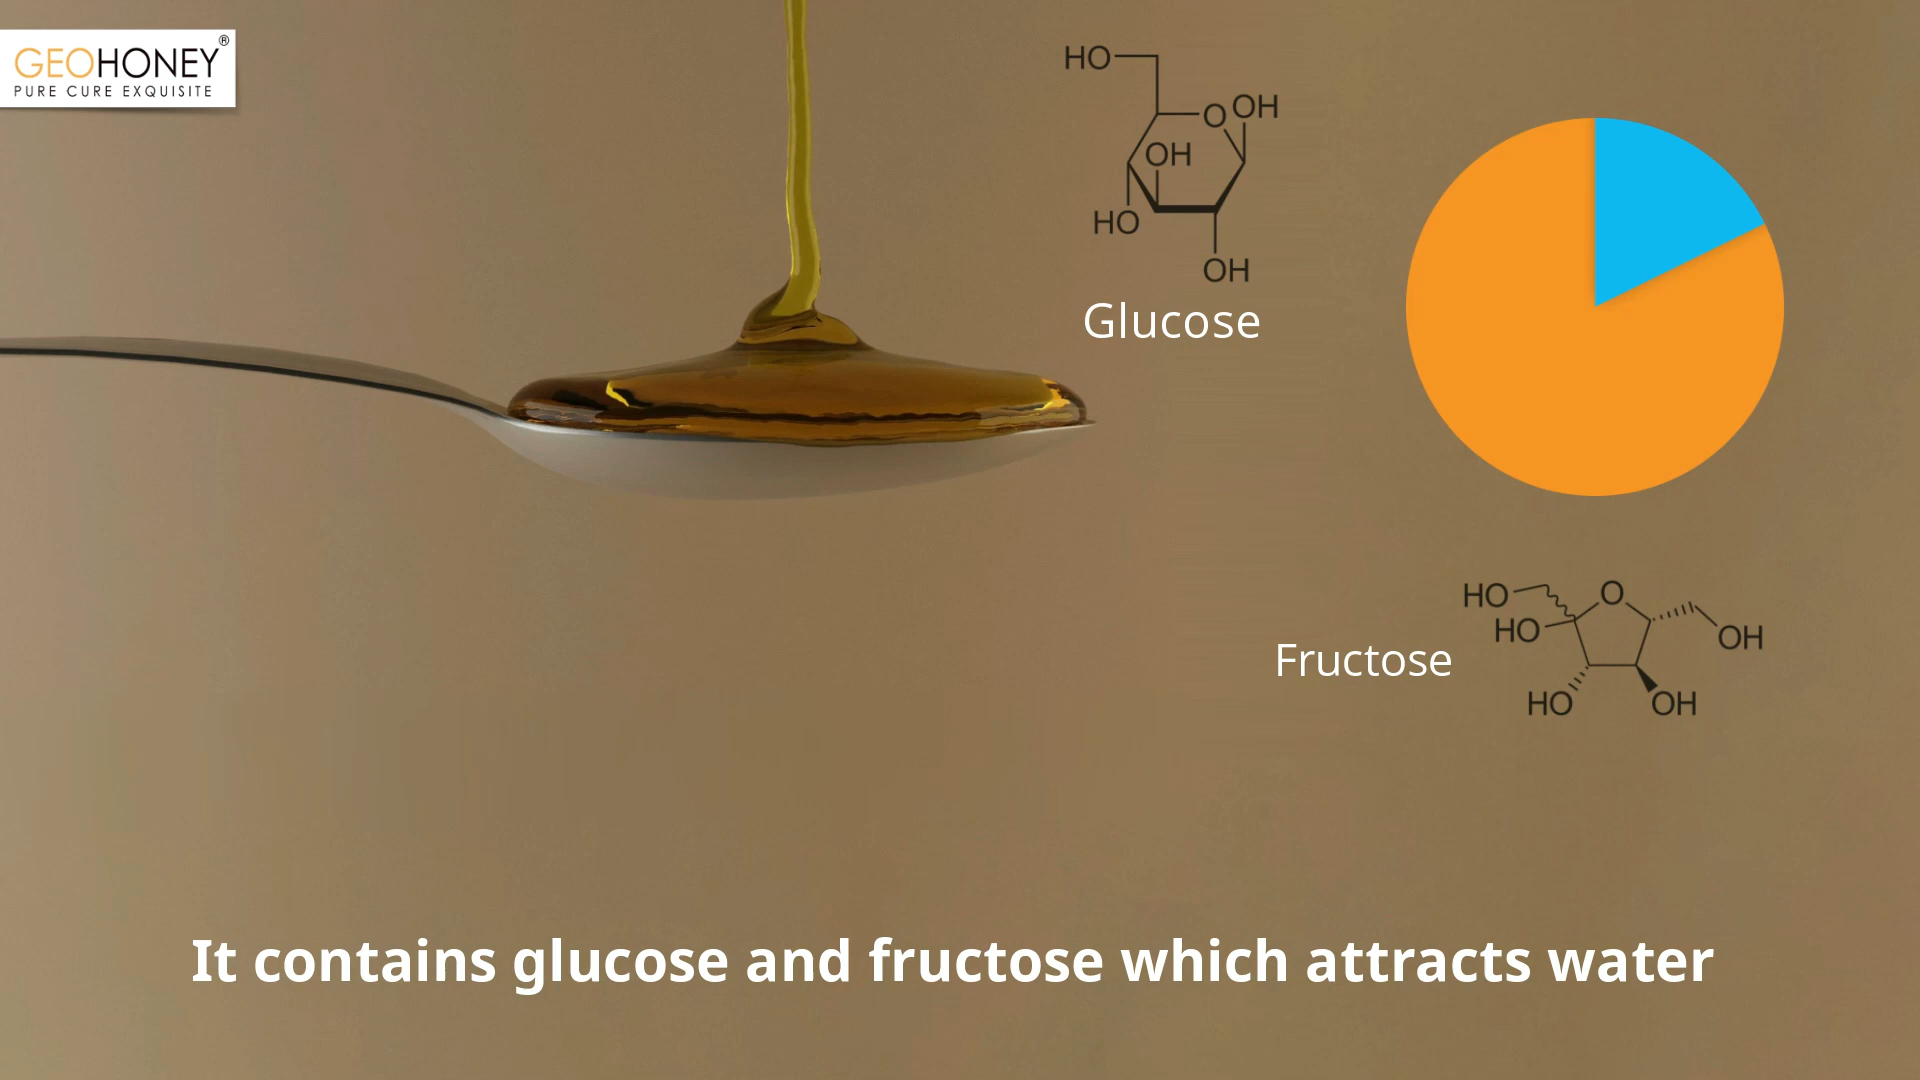 GEOHONEY®
PURE CURE EXQUISITE
HO
O
OH
OH
HO
OH
Glucose
HO
O
HO
OH
Fructose
HO
OH
It contains glucose and fructose which attracts water